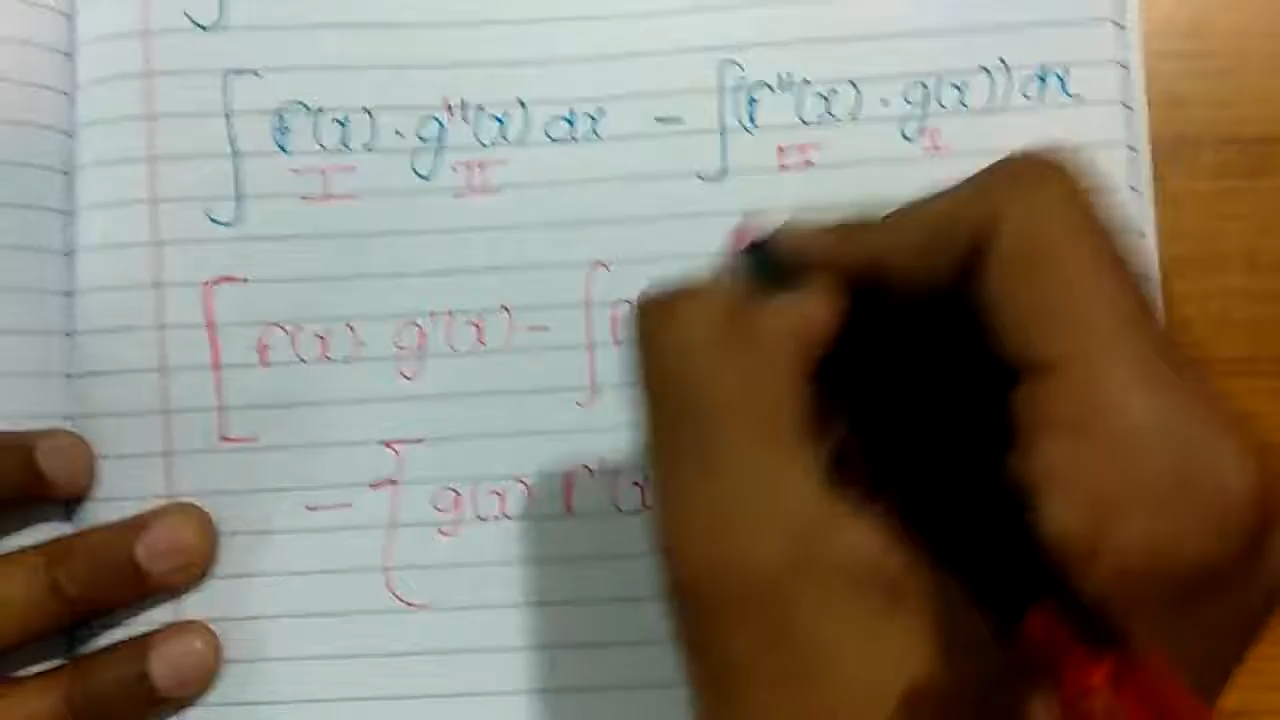 ∫ f(x) · g'''(x) dx − ∫(f'''(x) · g(x)) dx
I II II I
[ f(x) g''(x) − ∫
− { g(x) f''(x